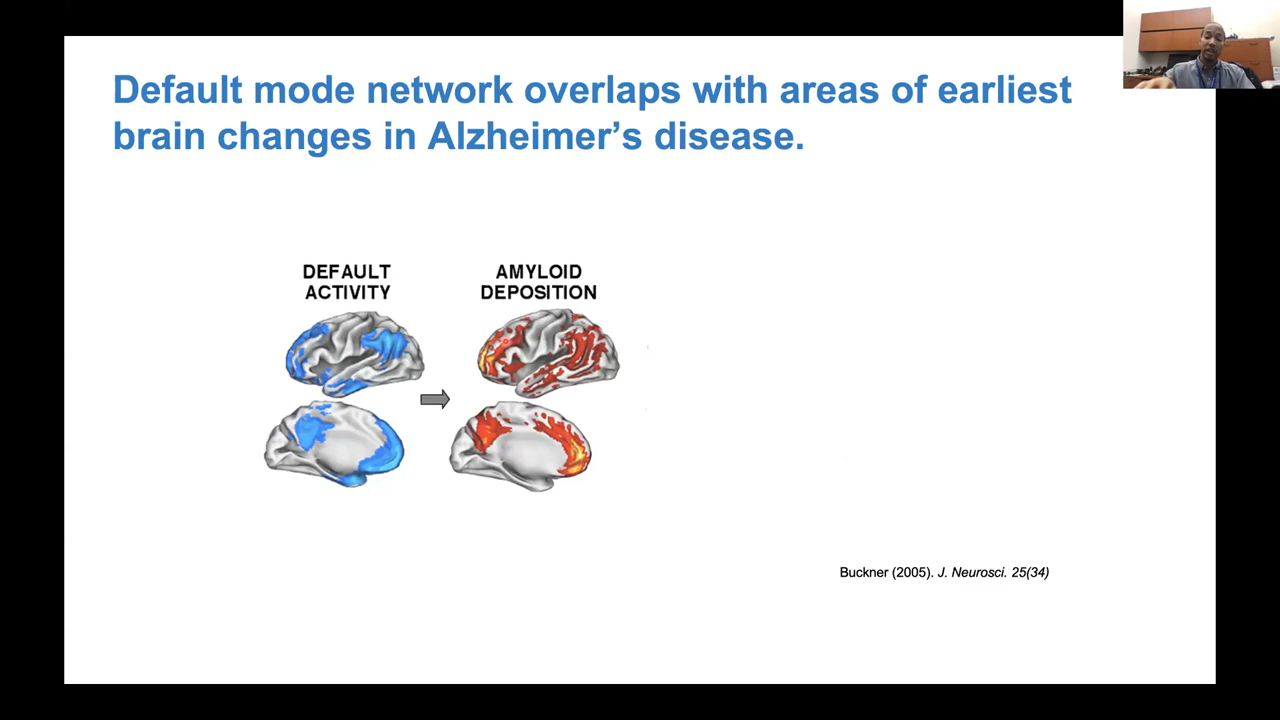 Default mode network overlaps with areas of earliest
brain changes in Alzheimer’s disease.
DEFAULT
ACTIVITY
AMYLOID
DEPOSITION
Buckner (2005). J. Neurosci. 25(34)